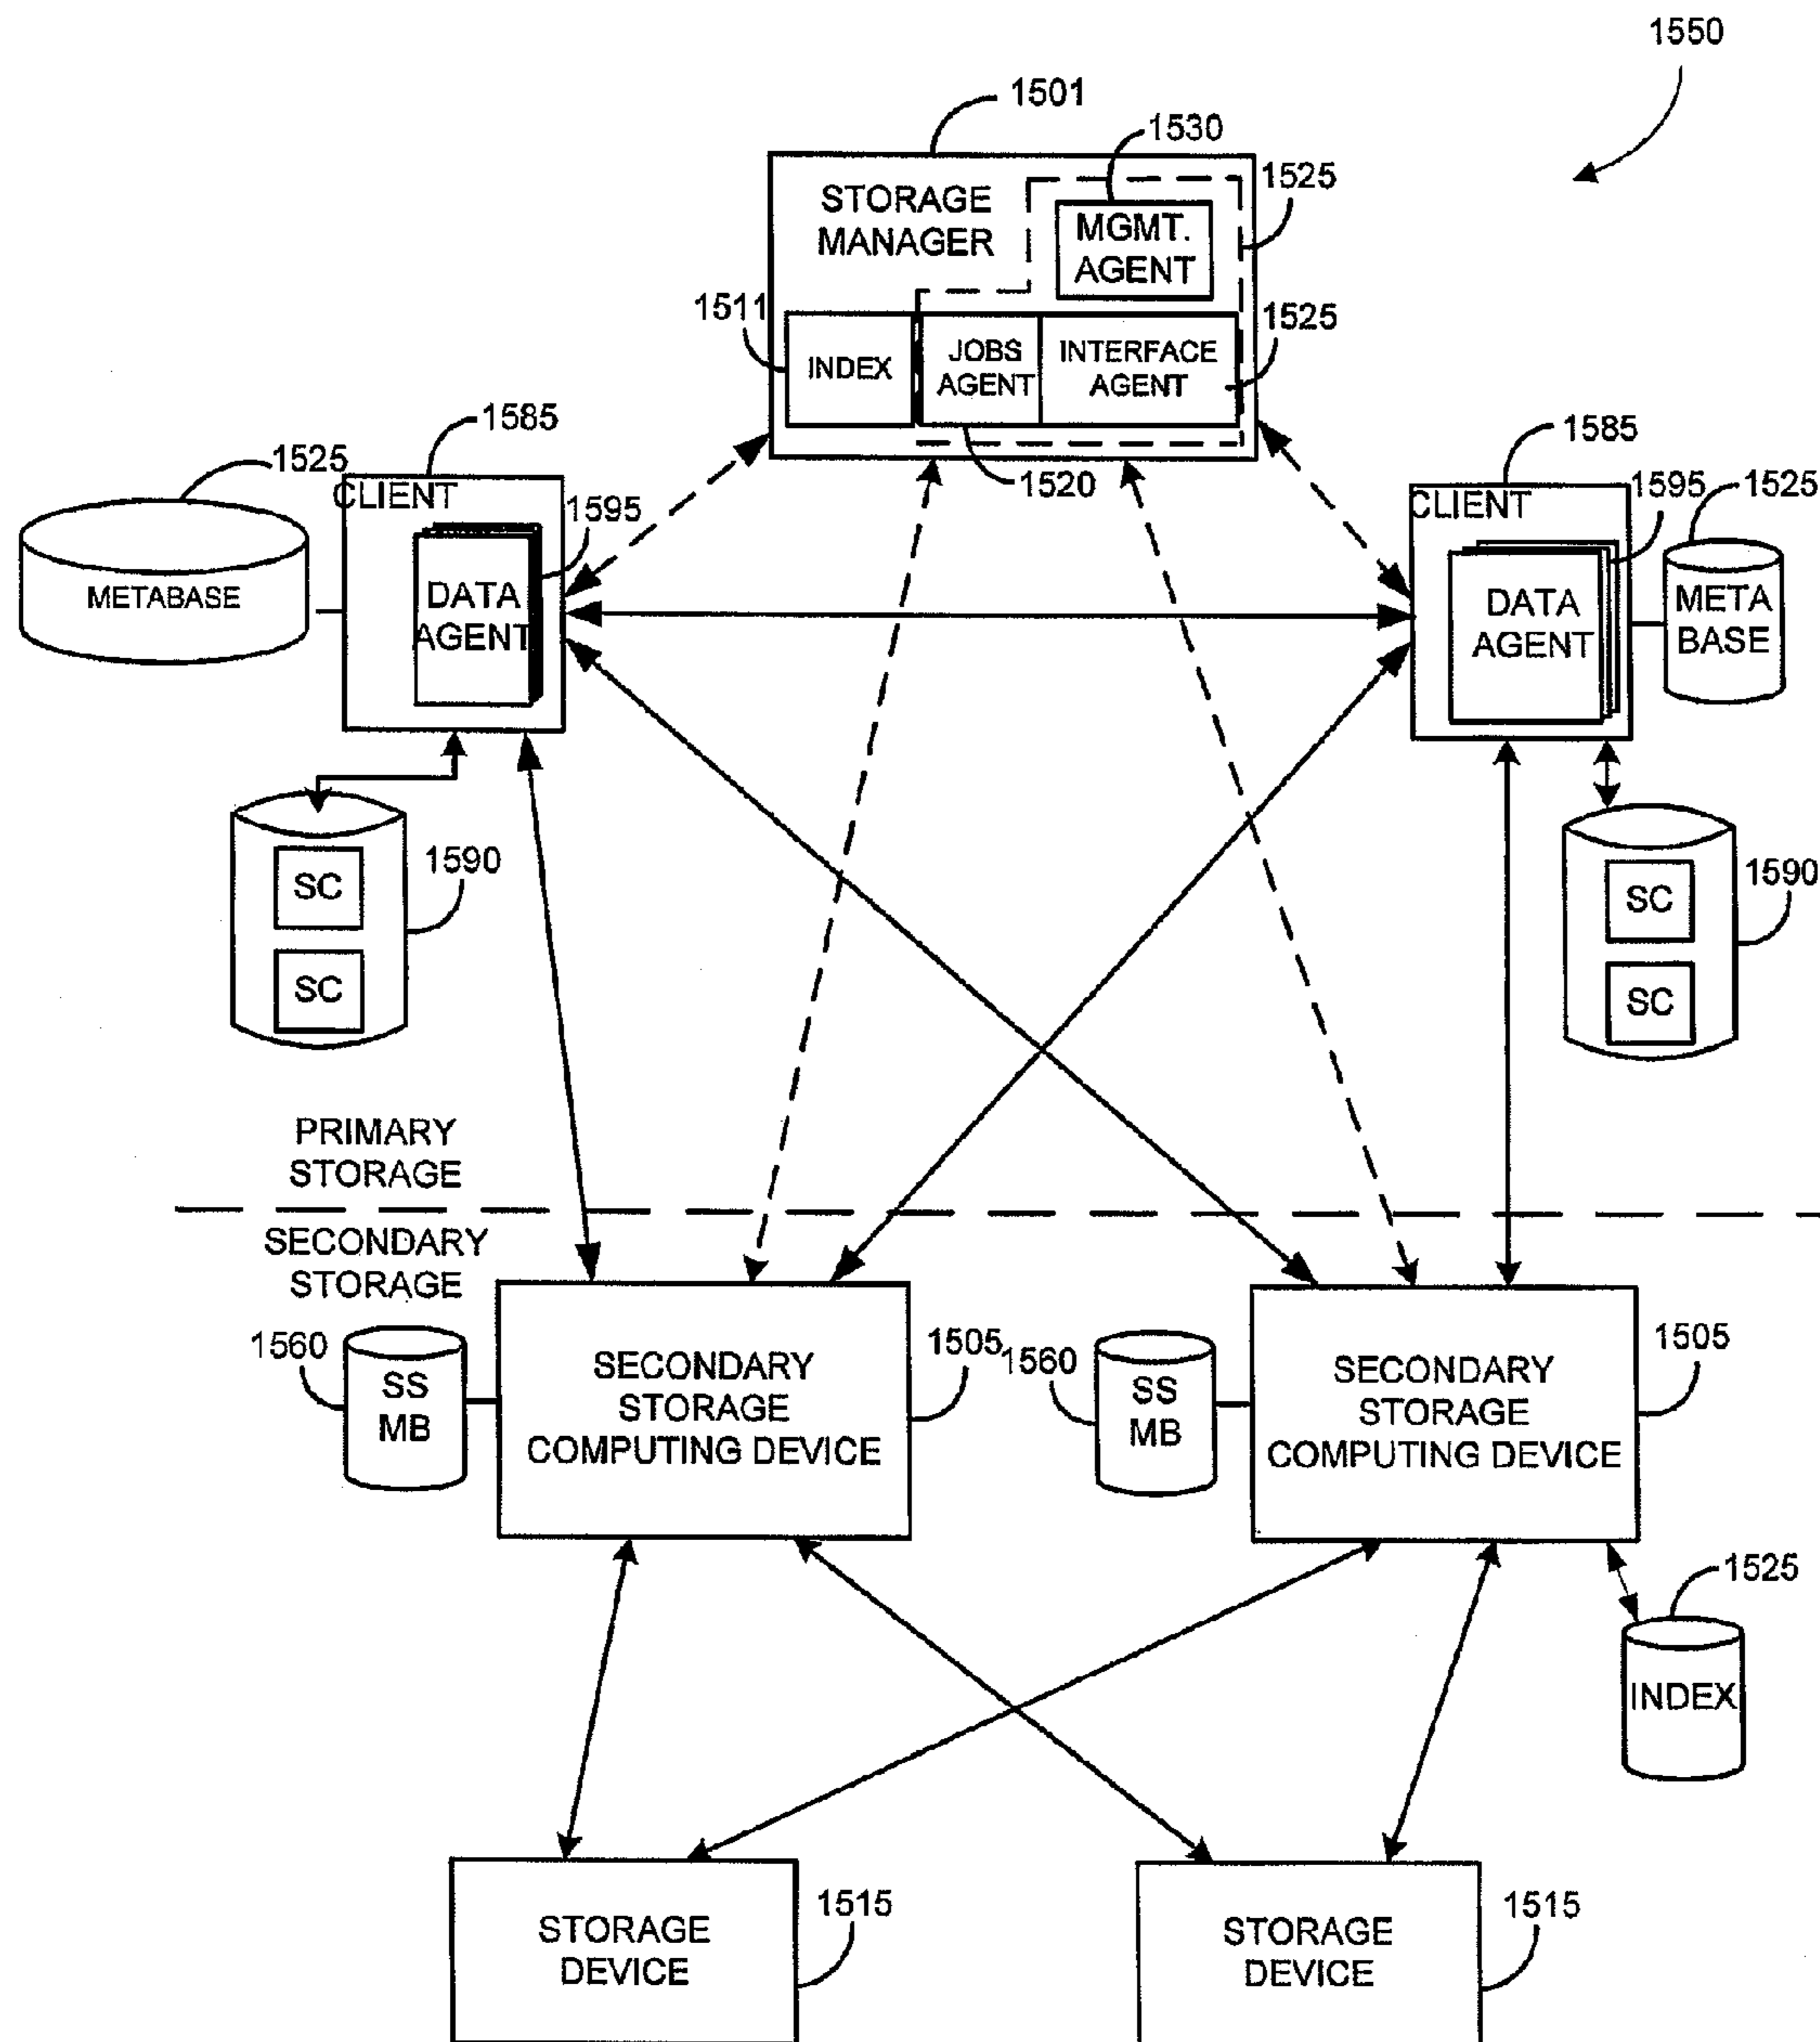 1550
1501
1530
STORAGE
MANAGER
1525
MGMT.
AGENT
1511
1525
INDEX
JOBS
AGENT
INTERFACE
AGENT
1520
1585
1525
CLIENT
1595
METABASE
DATA
AGENT
1585
CLIENT
1595
1525
DATA
AGENT
META
BASE
SC
SC
1590
SC
SC
1590
PRIMARY
STORAGE
SECONDARY
STORAGE
1560
SS
MB
SECONDARY
STORAGE
COMPUTING DEVICE
1505
1560
SS
MB
SECONDARY
STORAGE
COMPUTING DEVICE
1505
1525
INDEX
STORAGE
DEVICE
1515
STORAGE
DEVICE
1515